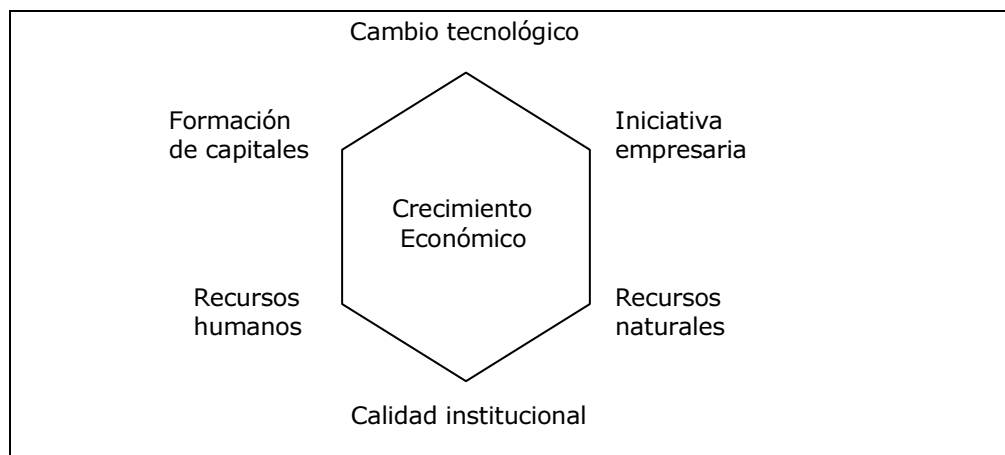 Cambio tecnológico
Formación
de capitales
Iniciativa
empresaria
Crecimiento
Económico
Recursos
humanos
Recursos
naturales
Calidad institucional